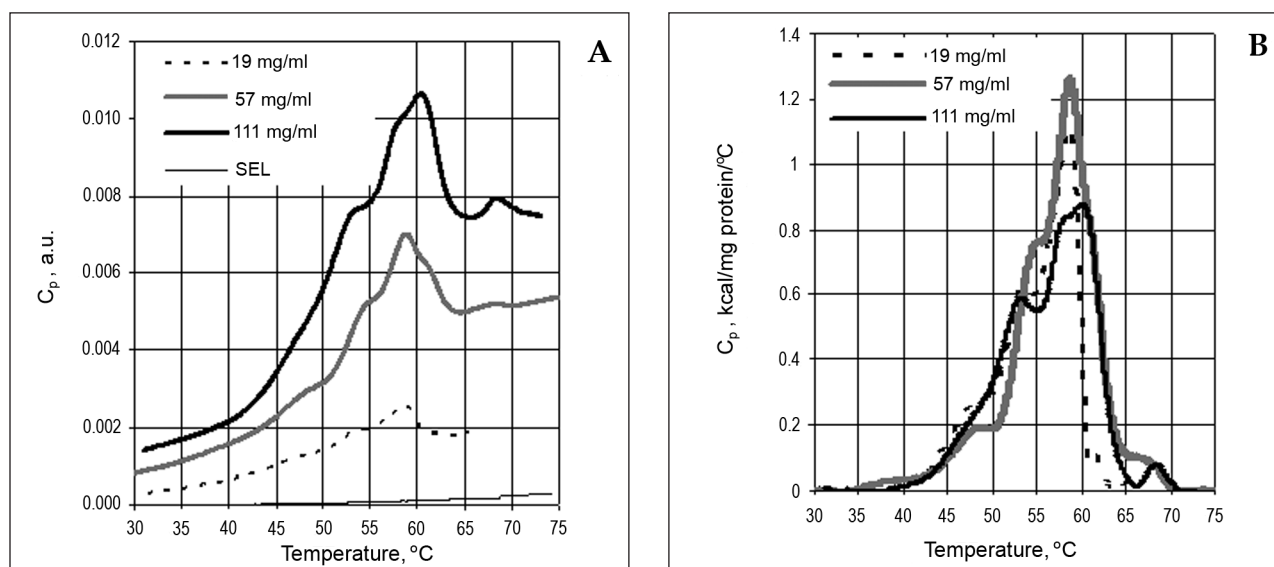 A
0.012
0.010
0.008
0.006
0.004
0.002
0.000
Cp , a.u.
19 mg/ml
57 mg/ml
111 mg/ml
SEL
30 35 40 45 50 55 60 65 70 75
Temperature, ºC
B
1.4
1.2
1
0.8
0.6
0.4
0.2
0
Cp , kcal/mg protein/ºC
19 mg/ml
57 mg/ml
111 mg/ml
30 35 40 45 50 55 60 65 70 75
Temperature, ºC